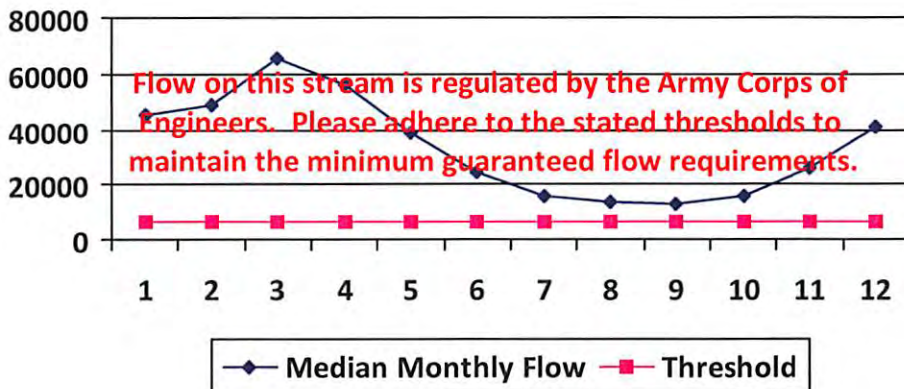 80000
60000
40000
20000
0
Flow on this stream is regulated by the Army Corps of
Engineers. Please adhere to the stated thresholds to
maintain the minimum guaranteed flow requirements.
1 2 3 4 5 6 7 8 9 10 11 12
Median Monthly Flow Threshold